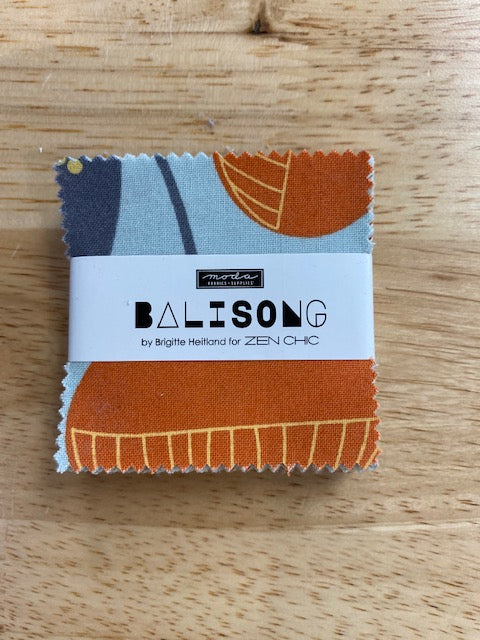 moda
FABRICS + SUPPLIES
BALISONG
by Brigitte Heitland for ZEN CHIC